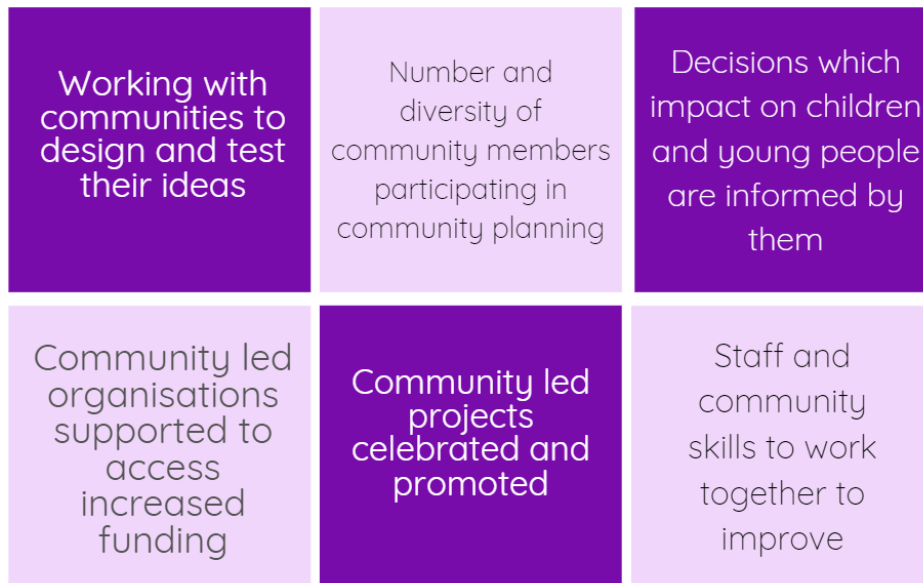 Working with
communities to
design and test
their ideas
Number and
diversity of
community members
participating in
community planning
Decisions which
impact on children
and young people
are informed by
them
Community led
organisations
supported to
access
increased
funding
Community led
projects
celebrated and
promoted
Staff and
community
skills to work
together to
improve